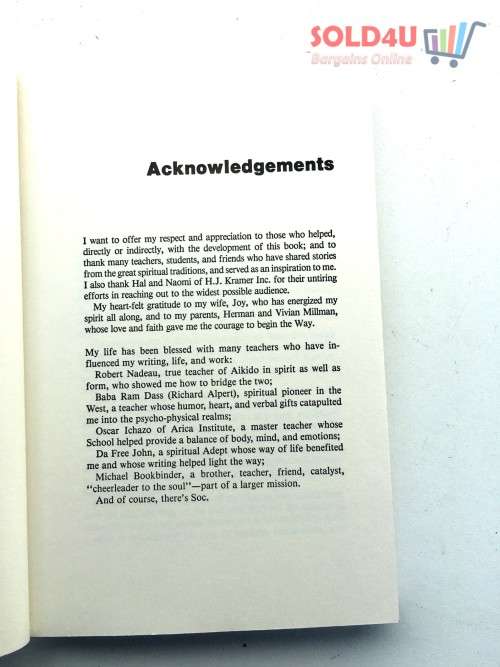 SOLD4U
Bargains Online
Acknowledgements
I want to offer my respect and appreciation to those who helped,
directly or indirectly, with the development of this book; and to
thank many teachers, students, and friends who have shared stories
from the great spiritual traditions, and served as an inspiration to me.
I also thank Hal and Naomi of H.J. Kramer Inc. for their untiring
efforts in reaching out to the widest possible audience.
My heart-felt gratitude to my wife, Joy, who has energized my
spirit all along, and to my parents, Herman and Vivian Millman,
whose love and faith gave me the courage to begin the Way.
My life has been blessed with many teachers who have in-
fluenced my writing, life, and work:
Robert Nadeau, true teacher of Aikido in spirit as well as
form, who showed me how to bridge the two;
Baba Ram Dass (Richard Alpert), spiritual pioneer in the
West, a teacher whose humor, heart, and verbal gifts catapulted
me into the psycho-physical realms;
Oscar Ichazo of Arica Institute, a master teacher whose
School helped provide a balance of body, mind, and emotions;
Da Free John, a spiritual Adept whose way of life benefited
me and whose writing helped light the way;
Michael Bookbinder, a brother, teacher, friend, catalyst,
"cheerleader to the soul"—part of a larger mission.
And of course, there's Soc.